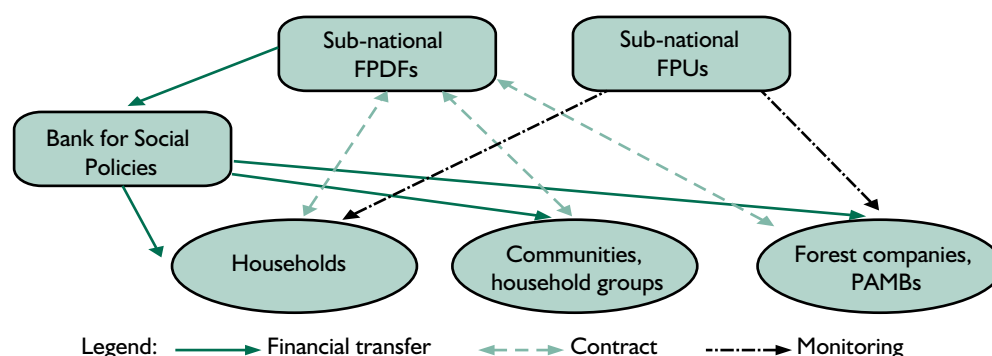 Sub-national
FPDFs
Sub-national
FPUs
Bank for Social
Policies
Households
Communities,
household groups
Forest companies,
PAMBs
Legend:
Financial transfer
Contract
Monitoring